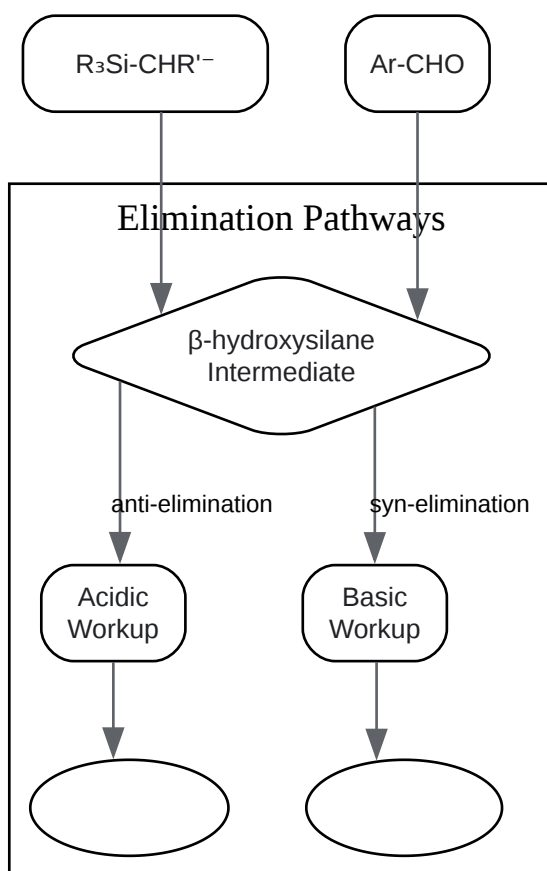 R₃Si-CHR'⁻
Ar-CHO
Elimination Pathways
β-hydroxysilane
Intermediate
anti-elimination
syn-elimination
Acidic
Workup
Basic
Workup